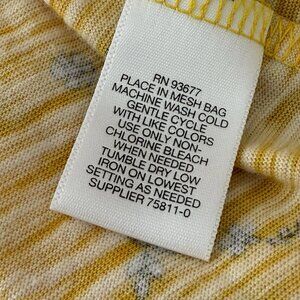 RN 93677
PLACE IN MESH BAG
MACHINE WASH COLD
GENTLE CYCLE
WITH LIKE COLORS
USE ONLY NON-
CHLORINE BLEACH
WHEN NEEDED
TUMBLE DRY LOW
IRON ON LOWEST
SETTING AS NEEDED
SUPPLIER 75811-0